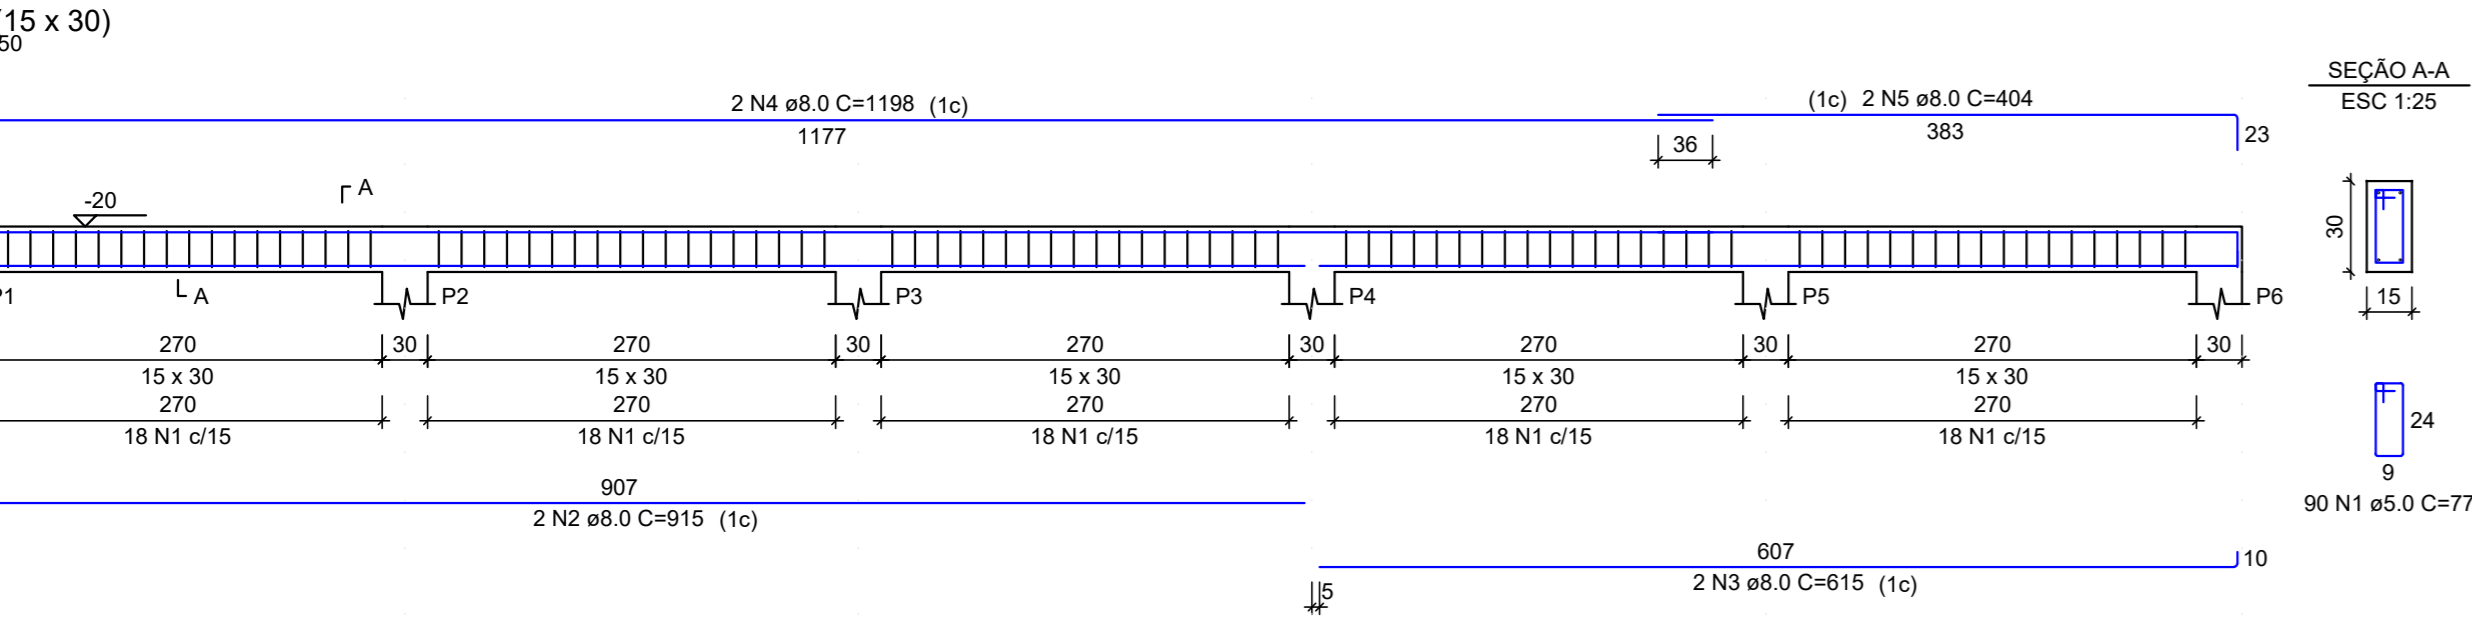 (15 x 30)
50
SEÇÃO A-A
ESC 1:25
2 N4 ø8.0 C=1198 (1c)
1177
(1c) 2 N5 ø8.0 C=404
383
23
36
A
-20
30
15
A
P1
P2
P3
P4
P5
P6
270 30 270 30 270 30 270 30 270 30
15 x 30 15 x 30 15 x 30 15 x 30 15 x 30
270 270 270 270 270
18 N1 c/15 18 N1 c/15 18 N1 c/15 18 N1 c/15 18 N1 c/15
24
9
90 N1 ø5.0 C=77
907
2 N2 ø8.0 C=915 (1c)
607
10
2 N3 ø8.0 C=615 (1c)
5